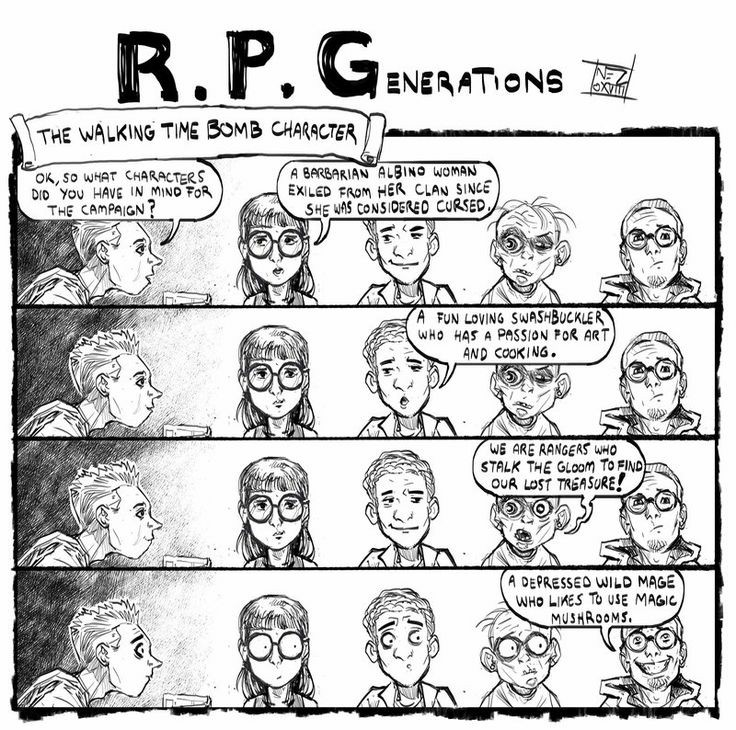 R.P.GENERATIONS
NEZ
OXVIII
THE WALKING TIME BOMB CHARACTER
OK, SO WHAT CHARACTERS
DID YOU HAVE IN MIND FOR
THE CAMPAIGN?
A BARBARIAN ALBINO WOMAN
EXILED FROM HER CLAN SINCE
SHE WAS CONSIDERED CURSED.
A FUN LOVING SWASHBUCKLER
WHO HAS A PASSION FOR ART
AND COOKING.
WE ARE RANGERS WHO
STALK THE GLOOM TO FIND
OUR LOST TREASURE!
A DEPRESSED WILD MAGE
WHO LIKES TO USE MAGIC
MUSHROOMS.